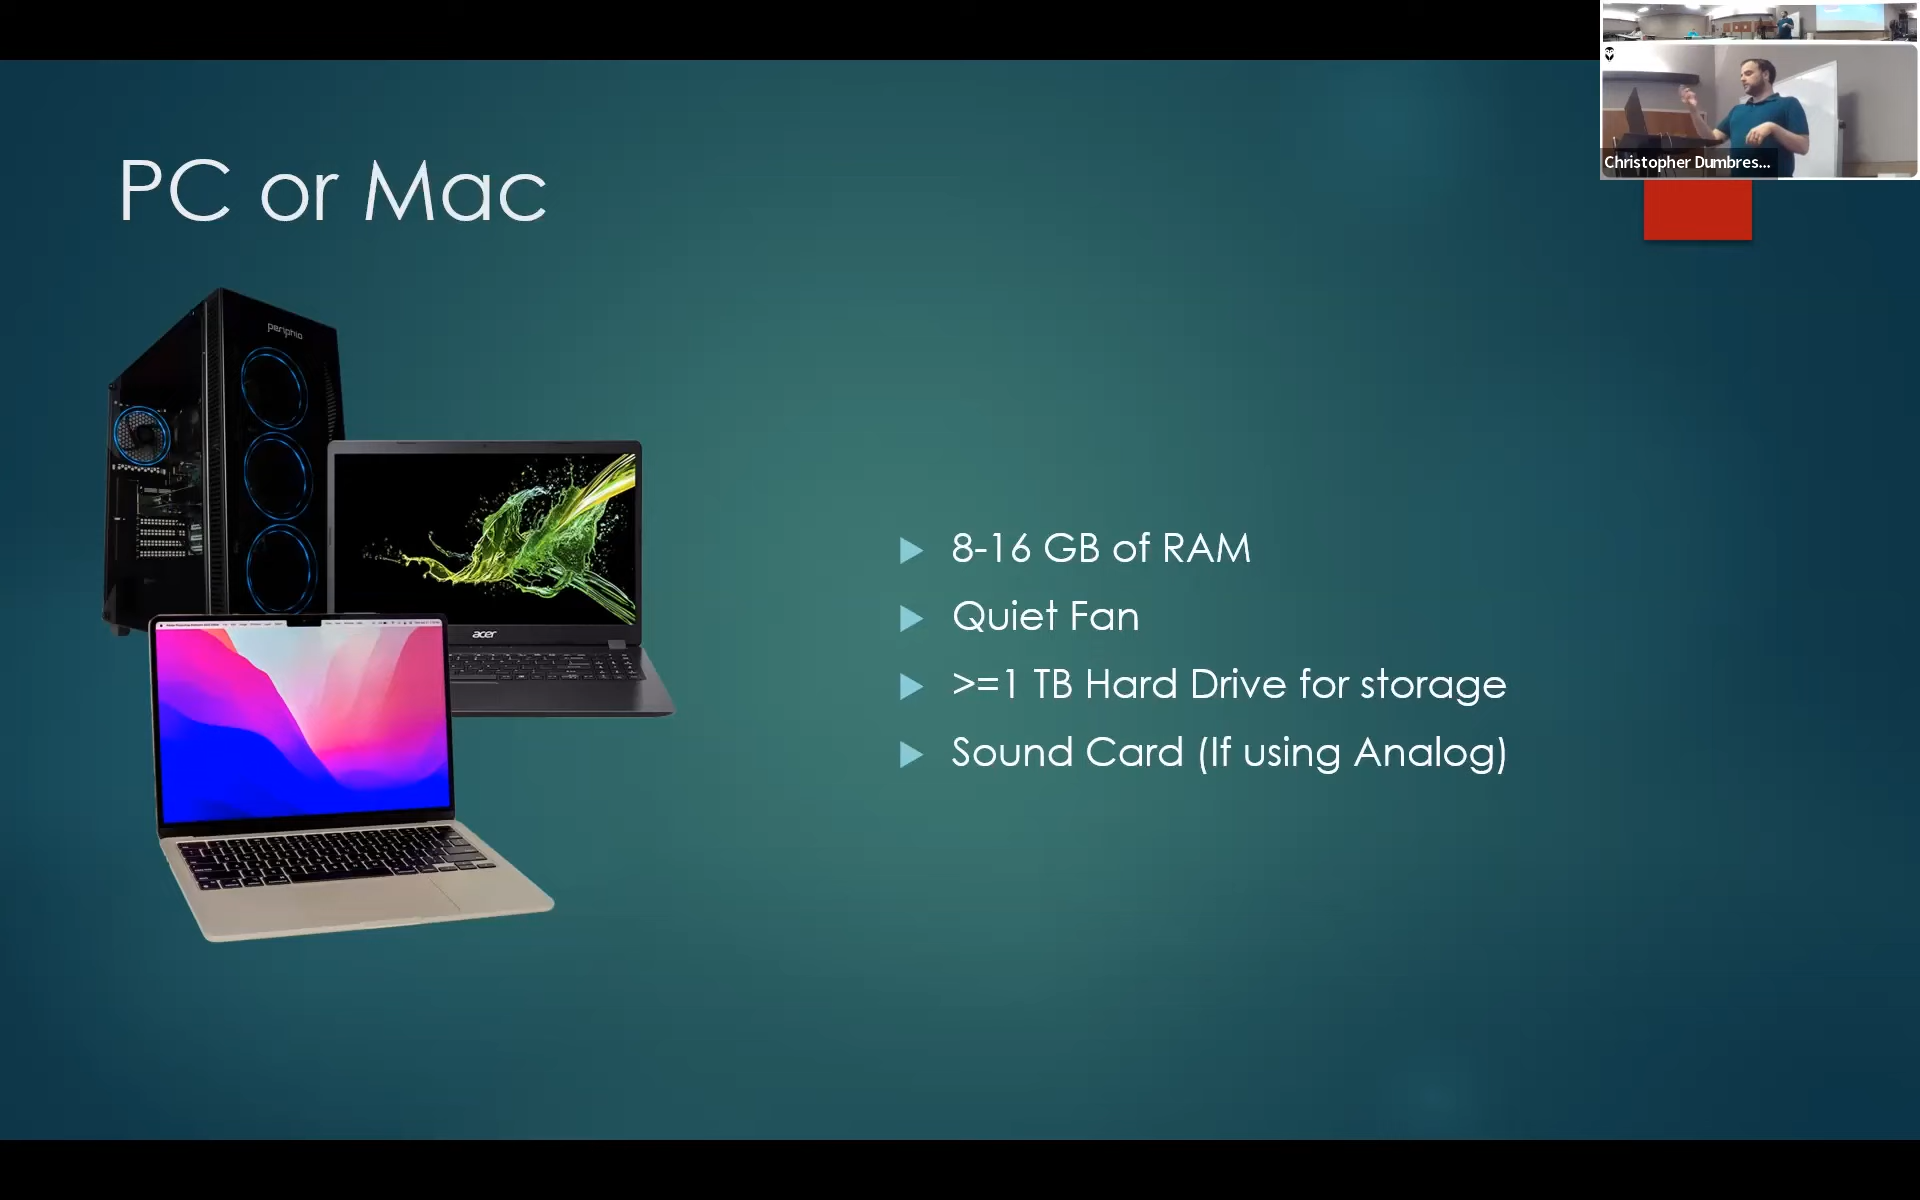 PC or Mac
Christopher Dumbres...
periphio
acer
8-16 GB of RAM
Quiet Fan
>=1 TB Hard Drive for storage
Sound Card (If using Analog)